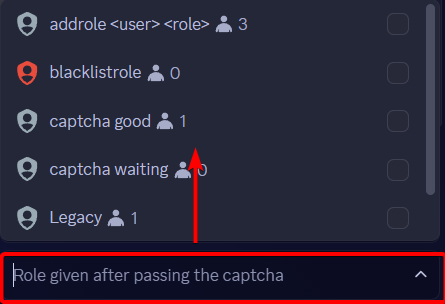 addrole <user> <role> 3
blacklistrole 0
captcha good 1
captcha waiting 0
Legacy 1
Role given after passing the captcha